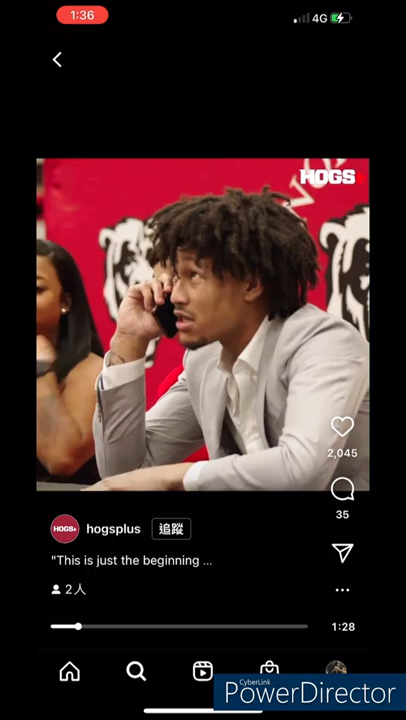 1:36
4G
HOGS
2,045
35
HOGS+
hogsplus
追蹤
"This is just the beginning ...
2人
1:28
CyberLink
PowerDirector